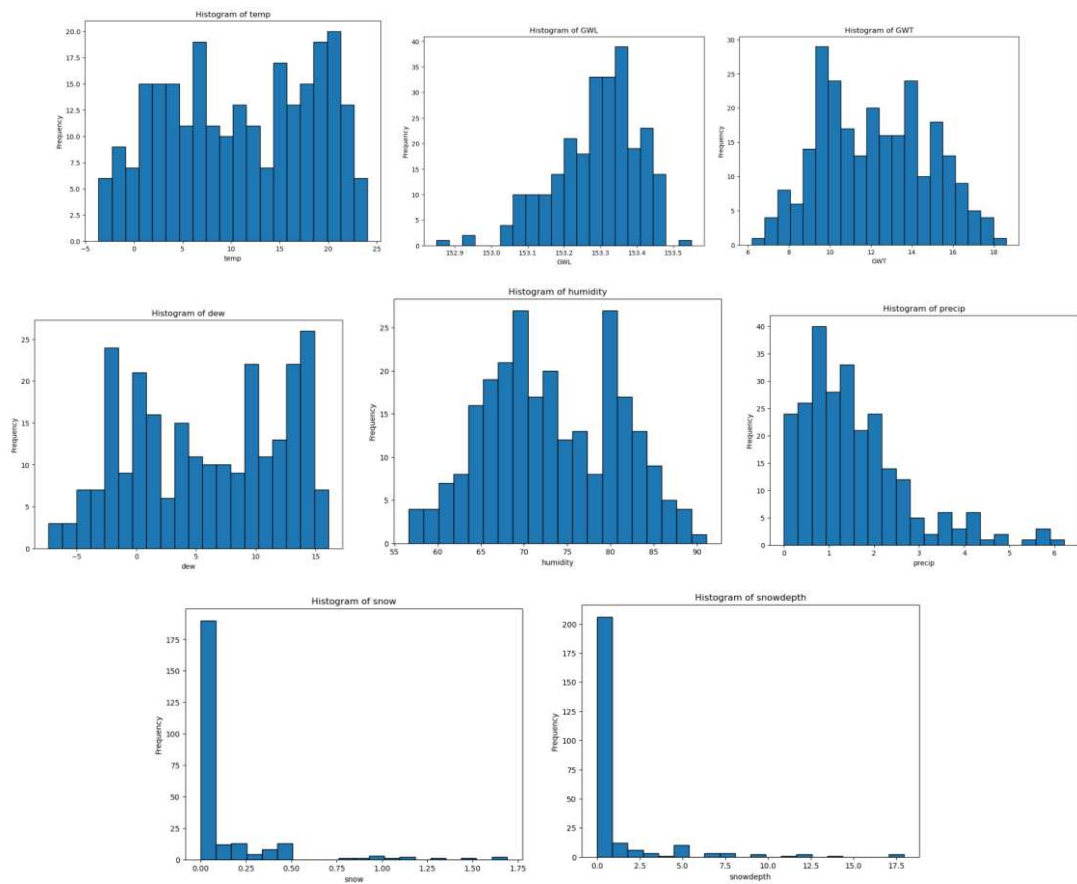 Histogram of temp
20.0
17.5
15.0
12.5
10.0
7.5
5.0
2.5
0.0
Frequency
-5 0 5 10 15 20 25
temp
Histogram of GWL
40
35
30
25
20
15
10
5
0
Frequency
152.9 153.0 153.1 153.2 153.3 153.4 153.5
GWL
Histogram of GWT
30
25
20
15
10
5
0
Frequency
6 8 10 12 14 16 18
GWT
Histogram of dew
25
20
15
10
5
0
Frequency
-5 0 5 10 15
dew
Histogram of humidity
25
20
15
10
5
0
Frequency
55 60 65 70 75 80 85 90
humidity
Histogram of precip
40
35
30
25
20
15
10
5
0
Frequency
0 1 2 3 4 5 6
precip
Histogram of snow
175
150
125
100
75
50
25
0
Frequency
0.00 0.25 0.50 0.75 1.00 1.25 1.50 1.75
snow
Histogram of snowdepth
200
175
150
125
100
75
50
25
0
Frequency
0.0 2.5 5.0 7.5 10.0 12.5 15.0 17.5
snowdepth